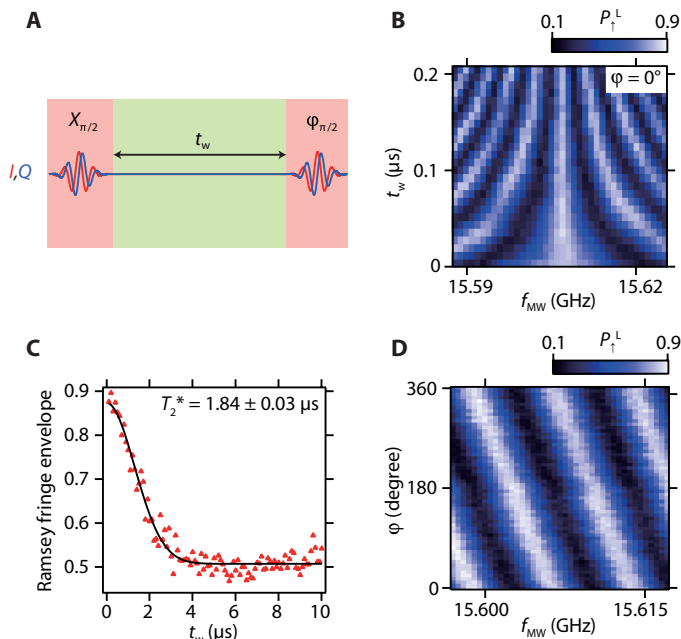 A
X π/2
φ π/2
t w
I,Q
B
0.1 P↑ L 0.9
φ = 0°
0.2
0.1
0
t w (µs)
15.59 15.62
f MW (GHz)
C
T 2 * = 1.84 ± 0.03 µs
0.9
0.8
0.7
0.6
0.5
Ramsey fringe envelope
0 2 4 6 8 10
t w (µs)
D
0.1 P↑ L 0.9
360
180
0
φ (degree)
15.600 15.615
f MW (GHz)